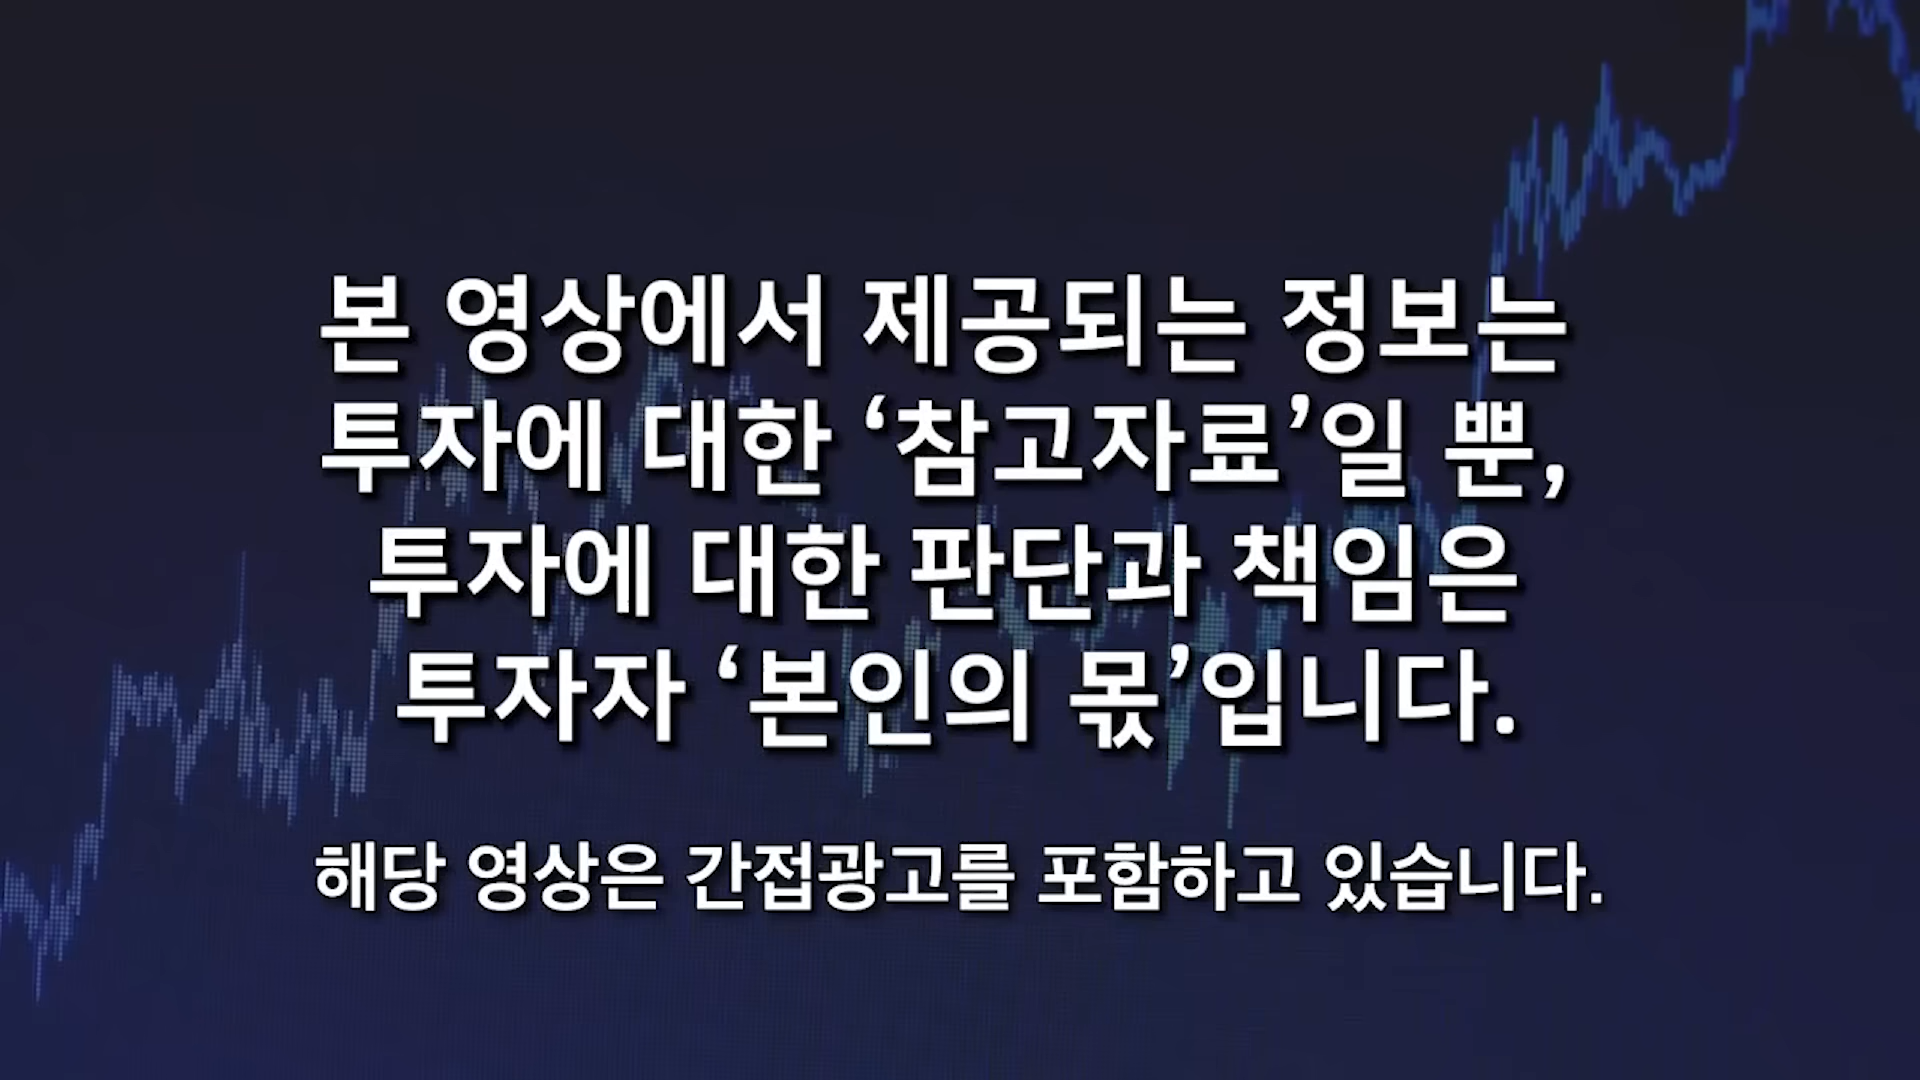 본 영상에서 제공되는 정보는
투자에 대한 ‘참고자료’일 뿐,
투자에 대한 판단과 책임은
투자자 ‘본인의 몫’입니다.
해당 영상은 간접광고를 포함하고 있습니다.